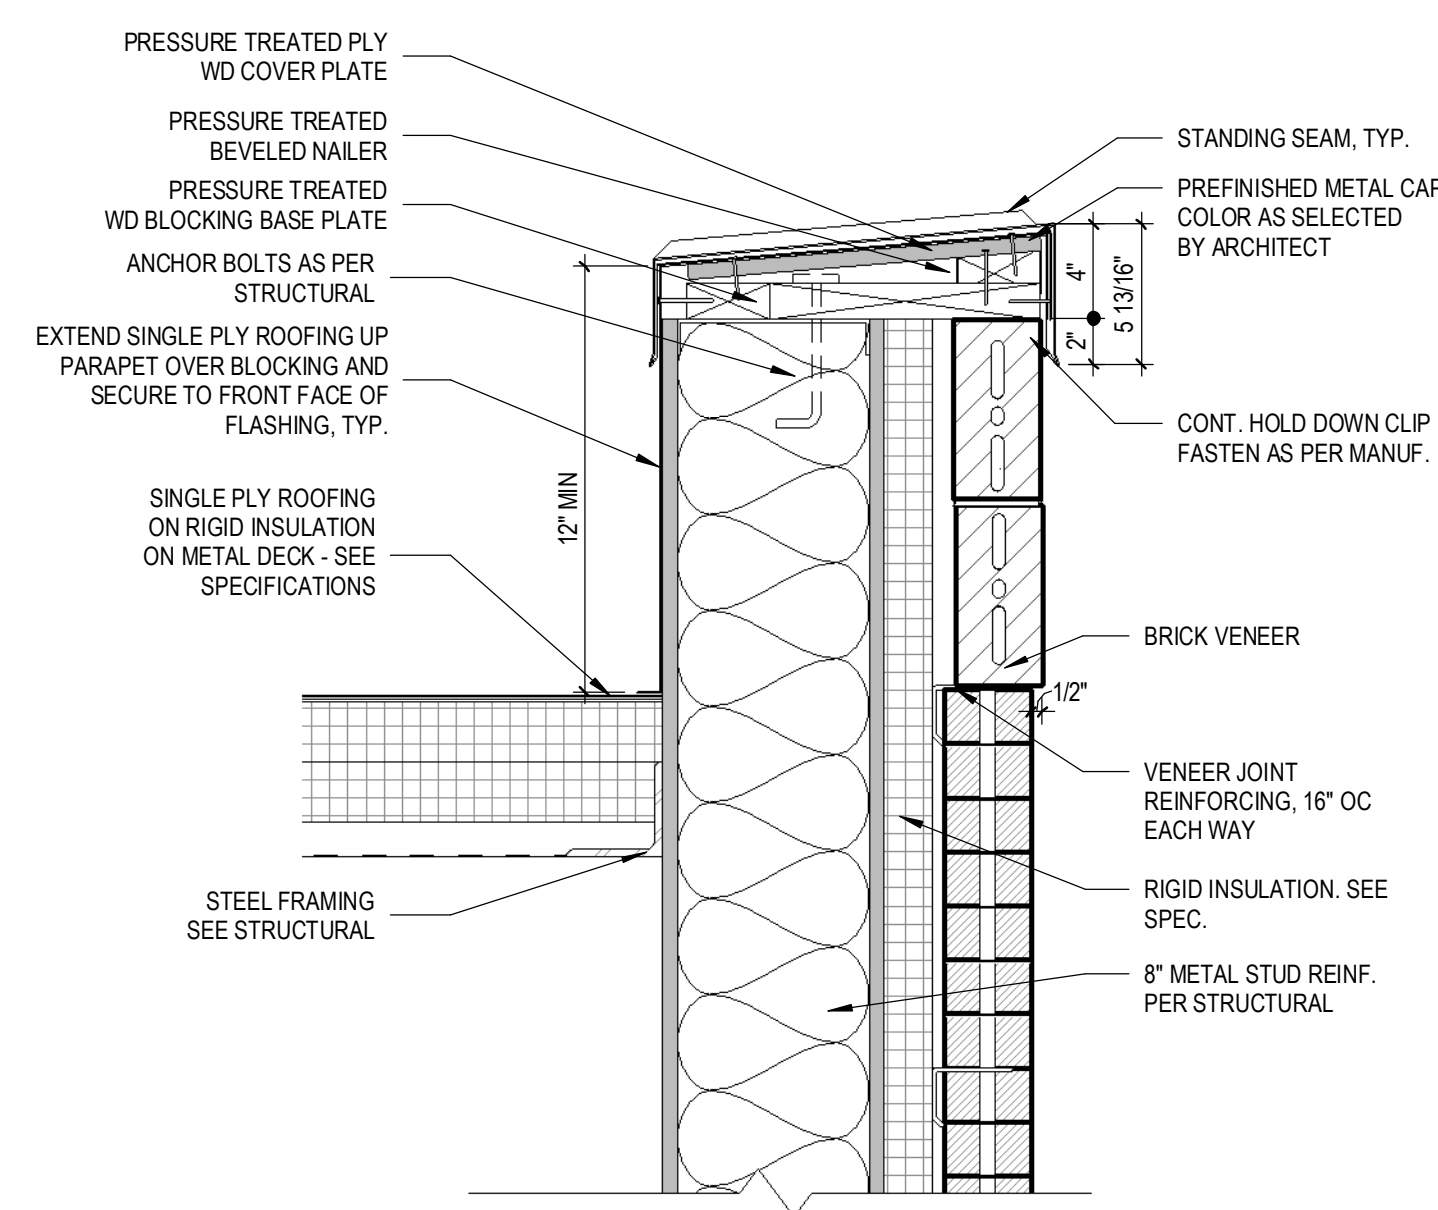 PRESSURE TREATED PLY
WD COVER PLATE
PRESSURE TREATED
BEVELED NAILER
PRESSURE TREATED
WD BLOCKING BASE PLATE
ANCHOR BOLTS AS PER
STRUCTURAL
EXTEND SINGLE PLY ROOFING UP
PARAPET OVER BLOCKING AND
SECURE TO FRONT FACE OF
FLASHING, TYP.
SINGLE PLY ROOFING
ON RIGID INSULATION
ON METAL DECK - SEE
SPECIFICATIONS
STEEL FRAMING
SEE STRUCTURAL
12" MIN
STANDING SEAM, TYP.
PREFINISHED METAL CAP
COLOR AS SELECTED
BY ARCHITECT
4"
2"
5 13/16"
CONT. HOLD DOWN CLIP
FASTEN AS PER MANUF.
BRICK VENEER
1/2"
VENEER JOINT
REINFORCING, 16" OC
EACH WAY
RIGID INSULATION. SEE
SPEC.
8" METAL STUD REINF.
PER STRUCTURAL